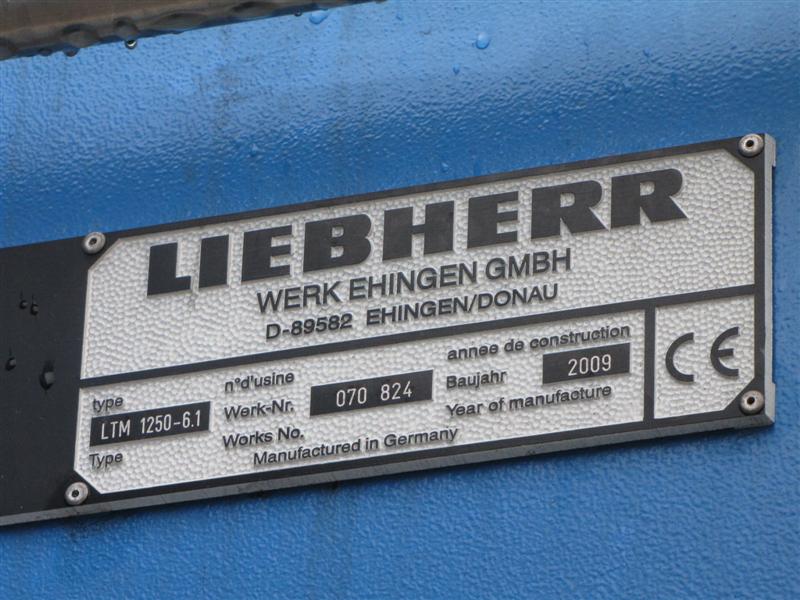 LIEBHERR
WERK EHINGEN GMBH
D-89582 EHINGEN/DONAU
type
LTM 1250-6.1
Type
n°d'usine
Werk-Nr. 070 824
Works No.
annee de construction
Baujahr 2009
Year of manufacture
Manufactured in Germany
CE